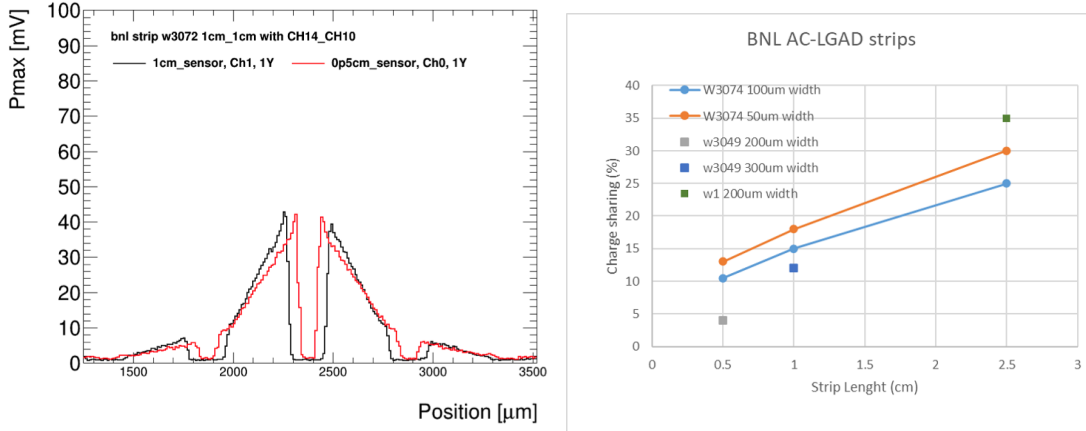 Pmax [mV]
100
90
80
70
60
50
40
30
20
10
0
bnl strip w3072 1cm_1cm with CH14_CH10
1cm_sensor, Ch1, 1Y
0p5cm_sensor, Ch0, 1Y
1500
2000
2500
3000
3500
Position [μm]
BNL AC-LGAD strips
Charge sharing (%)
40
35
30
25
20
15
10
5
0
W3074 100um width
W3074 50um width
w3049 200um width
w3049 300um width
w1 200um width
0
0.5
1
1.5
2
2.5
3
Strip Lenght (cm)